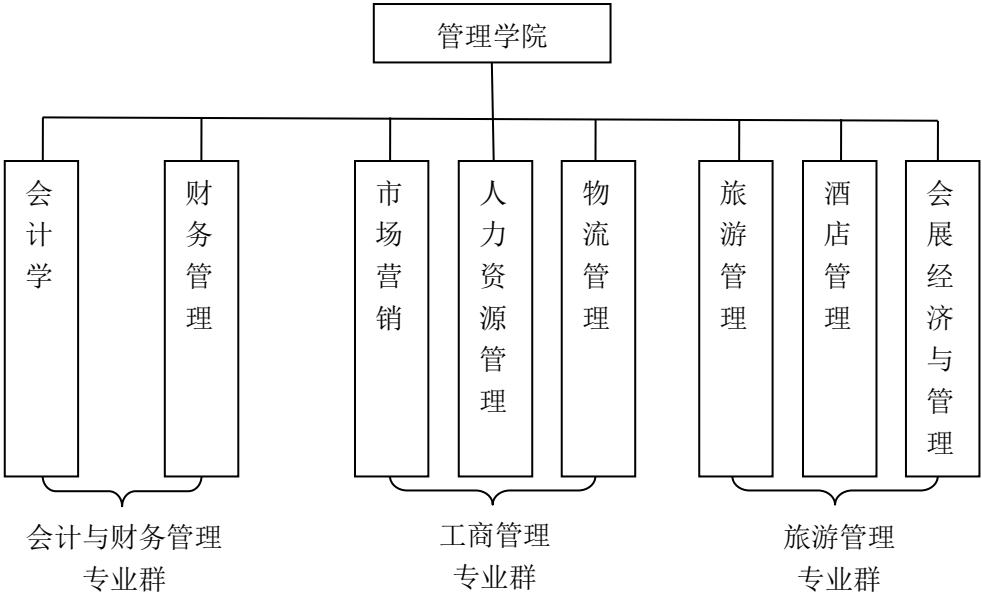 管理学院
会计学
财务管理
市场营销
人力资源管理
物流管理
旅游管理
酒店管理
会展经济与管理
会计与财务管理
专业群
工商管理
专业群
旅游管理
专业群